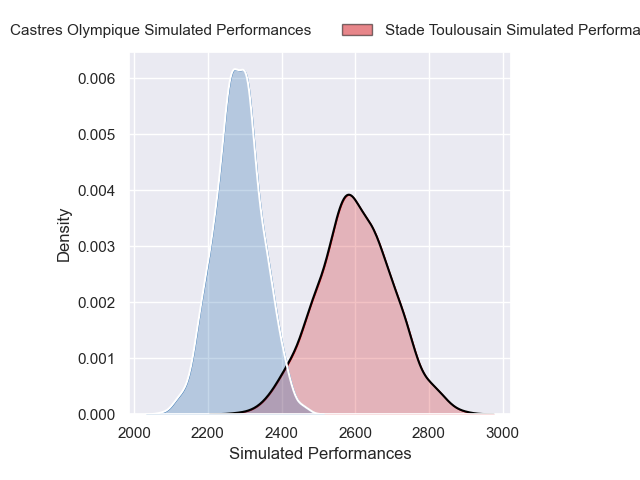 Castres Olympique Simulated Performances
Stade Toulousain Simulated Performa
0.006
0.005
0.004
0.003
0.002
0.001
0.000
Density
2000 2200 2400 2600 2800 3000
Simulated Performances